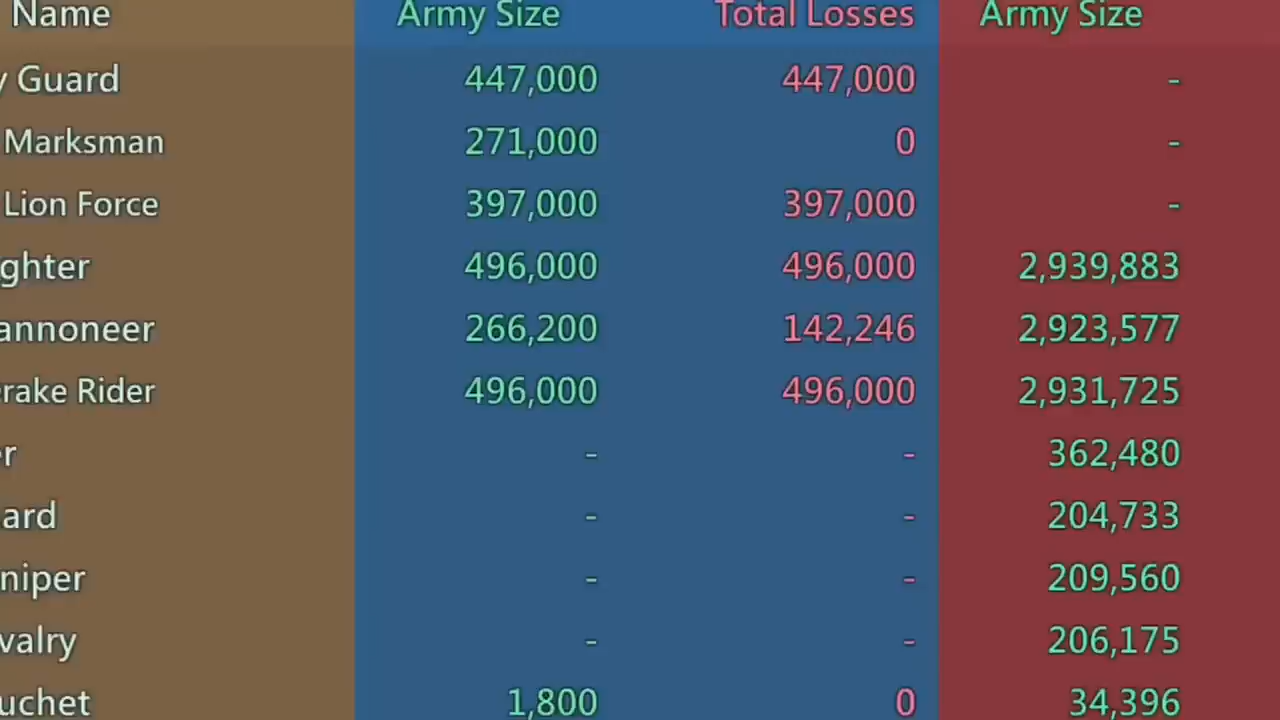 Name Army Size Total Losses Army Size
y Guard 447,000 447,000 -
Marksman 271,000 0 -
Lion Force 397,000 397,000 -
ghter 496,000 496,000 2,939,883
annoneer 266,200 142,246 2,923,577
rake Rider 496,000 496,000 2,931,725
er - - 362,480
ard - - 204,733
niper - - 209,560
valry - - 206,175
uchet 1,800 0 34,396